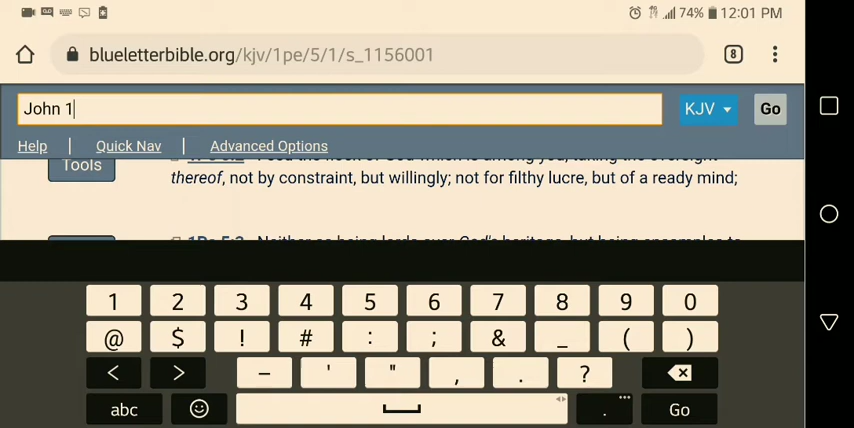 74% 12:01 PM
blueletterbible.org/kjv/1pe/5/1/s_1156001 8
John 1 KJV Go
Help | Quick Nav | Advanced Options
Tools
thereof, not by constraint, but willingly; not for filthy lucre, but of a ready mind;
1 2 3 4 5 6 7 8 9 0
@ $ ! # : ; & _ ( )
< > – ' " , . ?
abc . Go